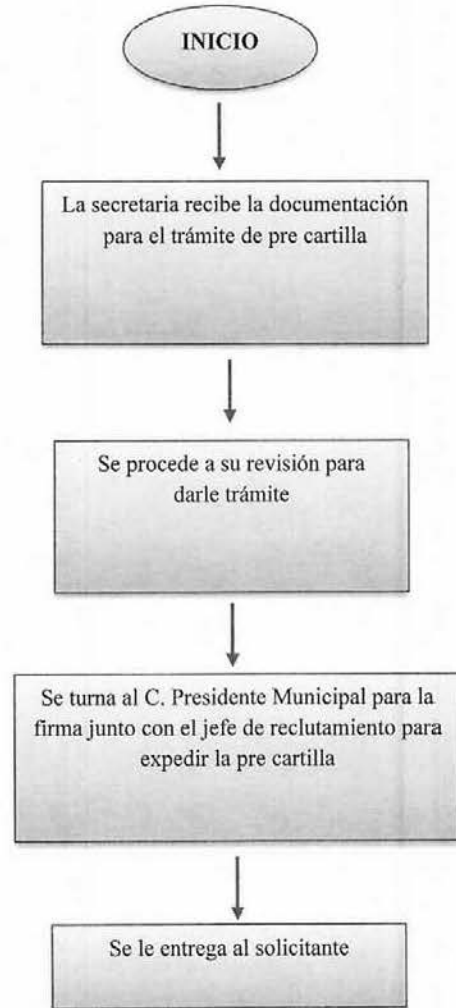 INICIO
La secretaria recibe la documentación
para el trámite de pre cartilla
Se procede a su revisión para
darle trámite
Se turna al C. Presidente Municipal para la
firma junto con el jefe de reclutamiento para
expedir la pre cartilla
Se le entrega al solicitante